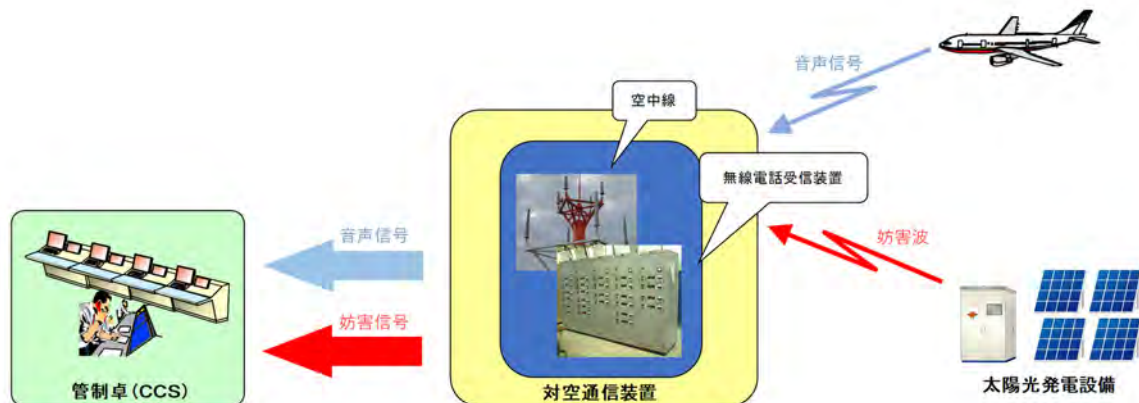 音声信号
空中線
無線電話受信装置
妨害波
音声信号
妨害信号
管制卓(CCS)
対空通信装置
太陽光発電設備